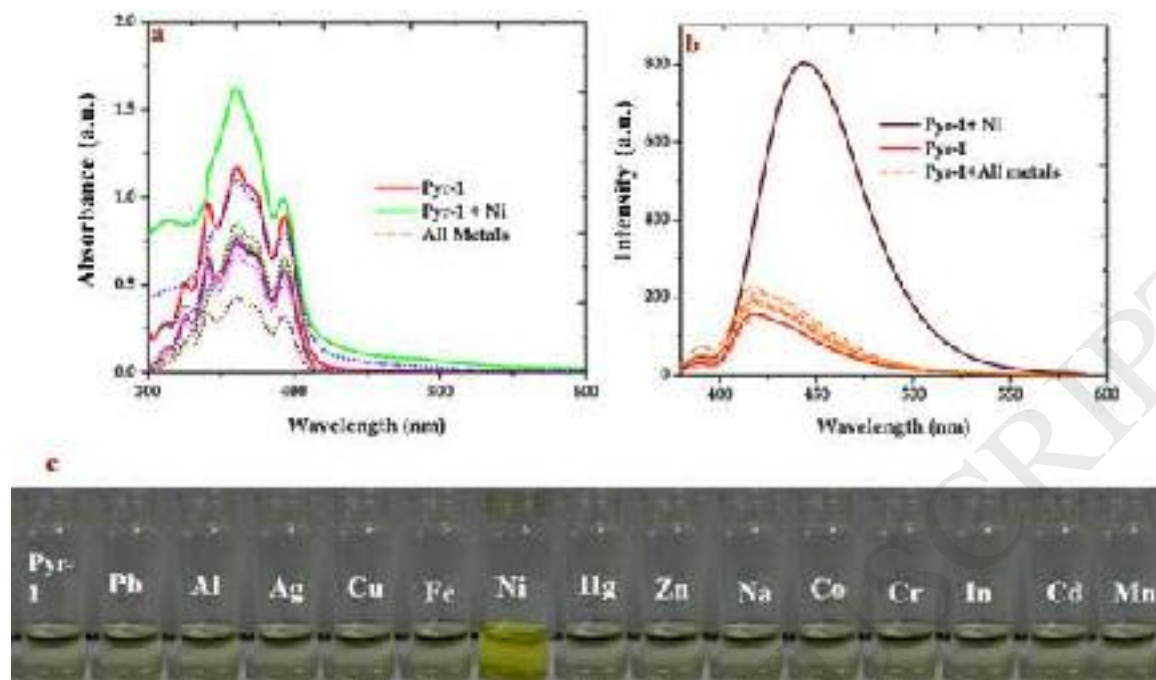 a
2.0
1.5
1.0
0.5
0.0
300
400
500
600
Absorbance (a.m.)
Wavelength (nm)
Pyr-1
Pyr-1 + Ni
All Metals
b
800
600
400
200
0
400
450
500
550
600
Intensity (a.m.)
Wavelength (nm)
Pyr-1+ Ni
Pyr-1
Pyr-1+All metals
c
Pyr-
1
Pb
Al
Ag
Cu
Fe
Ni
Hg
Zn
Na
Co
Cr
In
Cd
Mn
SCRIPT